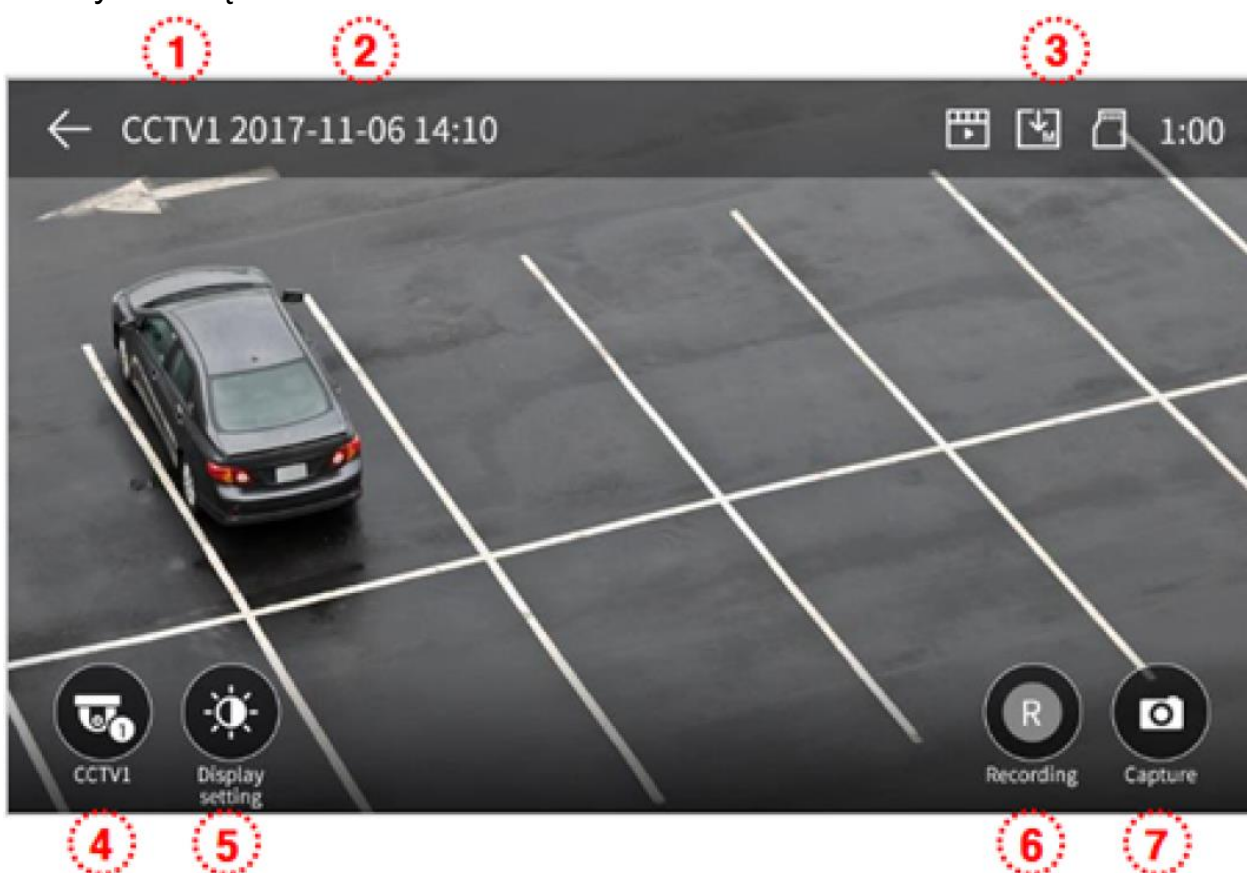 1 2 3
CCTV1 2017-11-06 14:10 1:00
R
CCTV1 Display setting Recording Capture
4 5 6 7